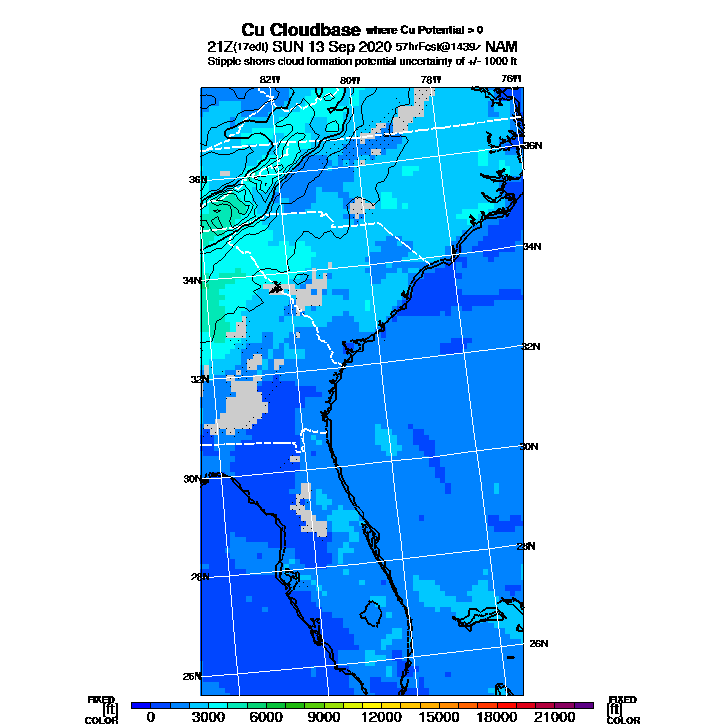 Cu Cloudbase where Cu Potential > 0
21Z(17edt) SUN 13 Sep 2020 57hrFcst@1439z NAM
Stipple shows cloud formation potential uncertainty of +/- 1000 ft
82W 80W 78W 76W
36N
36N
34N
34N
32N
32N
30N
30N
28N
28N
26N
26N
FIXED [ft] COLOR
0 3000 6000 9000 12000 15000 18000 21000
FIXED [ft] COLOR